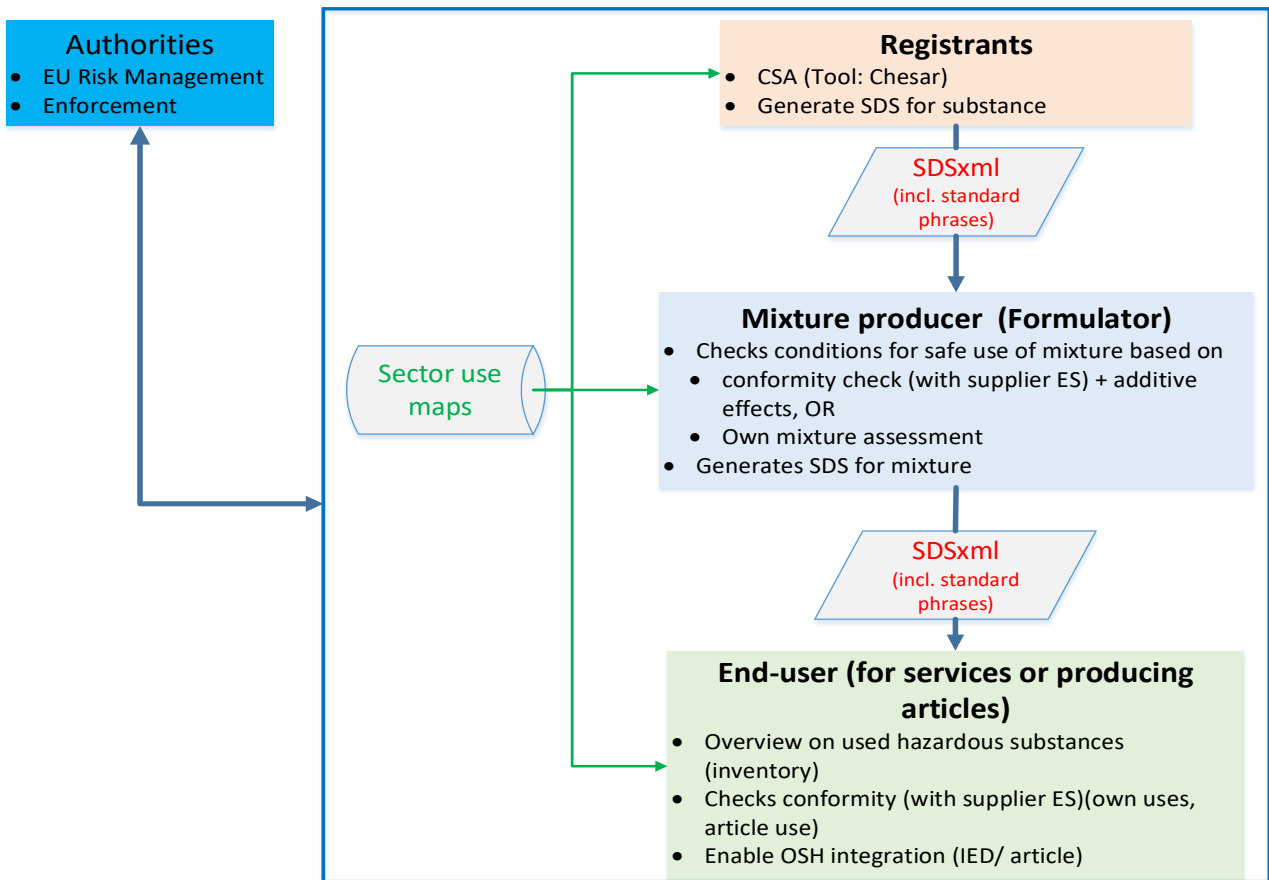 Authorities
• EU Risk Management
• Enforcement
Registrants
• CSA (Tool: Chesar)
• Generate SDS for substance
SDSxml
(incl. standard
phrases)
Mixture producer (Formulator)
• Checks conditions for safe use of mixture based on
• conformity check (with supplier ES) + additive
effects, OR
• Own mixture assessment
• Generates SDS for mixture
Sector use
maps
SDSxml
(incl. standard
phrases)
End-user (for services or producing
articles)
• Overview on used hazardous substances
(inventory)
• Checks conformity (with supplier ES)(own uses,
article use)
• Enable OSH integration (IED/ article)